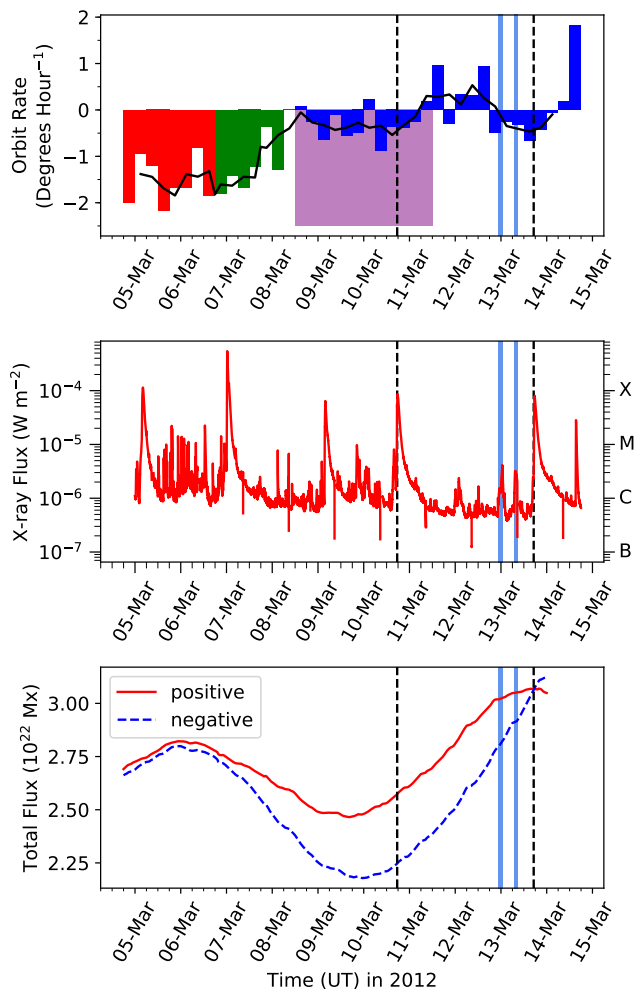 Orbit Rate
(Degrees Hour⁻¹)
2
1
0
−1
−2
05-Mar
06-Mar
07-Mar
08-Mar
09-Mar
10-Mar
11-Mar
12-Mar
13-Mar
14-Mar
15-Mar
X-ray Flux (W m⁻²)
10⁻⁴
10⁻⁵
10⁻⁶
10⁻⁷
X
M
C
B
05-Mar
06-Mar
07-Mar
08-Mar
09-Mar
10-Mar
11-Mar
12-Mar
13-Mar
14-Mar
15-Mar
Total Flux (10²² Mx)
3.00
2.75
2.50
2.25
positive
negative
05-Mar
06-Mar
07-Mar
08-Mar
09-Mar
10-Mar
11-Mar
12-Mar
13-Mar
14-Mar
15-Mar
Time (UT) in 2012